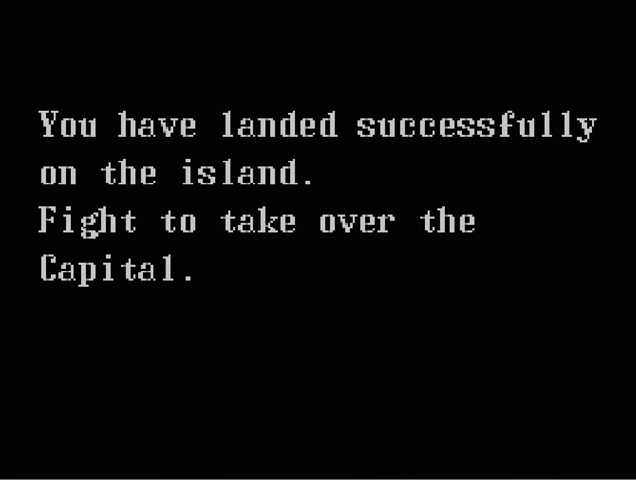 You have landed successfully
on the island.
Fight to take over the
Capital.